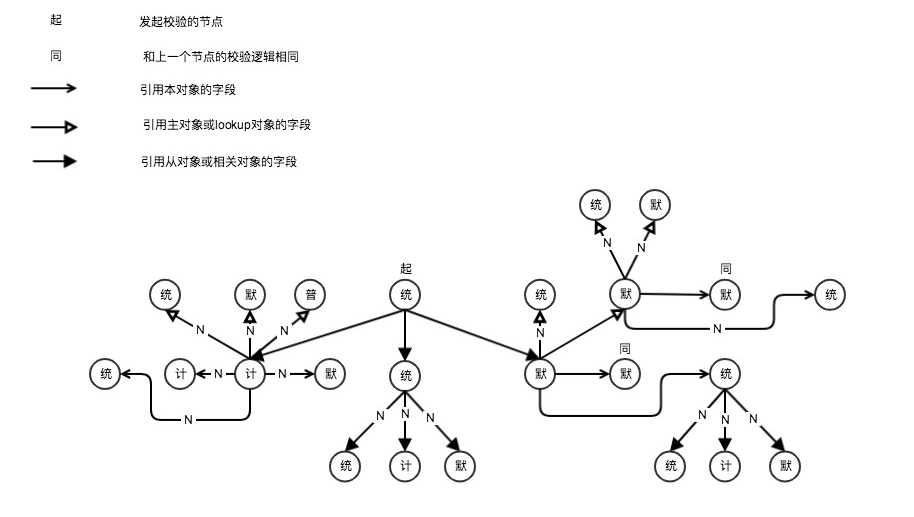 起 发起校验的节点
同 和上一个节点的校验逻辑相同
引用本对象的字段
引用主对象或lookup对象的字段
引用从对象或相关对象的字段
统 默
N N
起 同
统 默 普 统 统 默 默 统
N N N N N
同
统 N 计 N 计 N 默 统 默 默 统
N N N N N N N
统 计 默 统 计 默